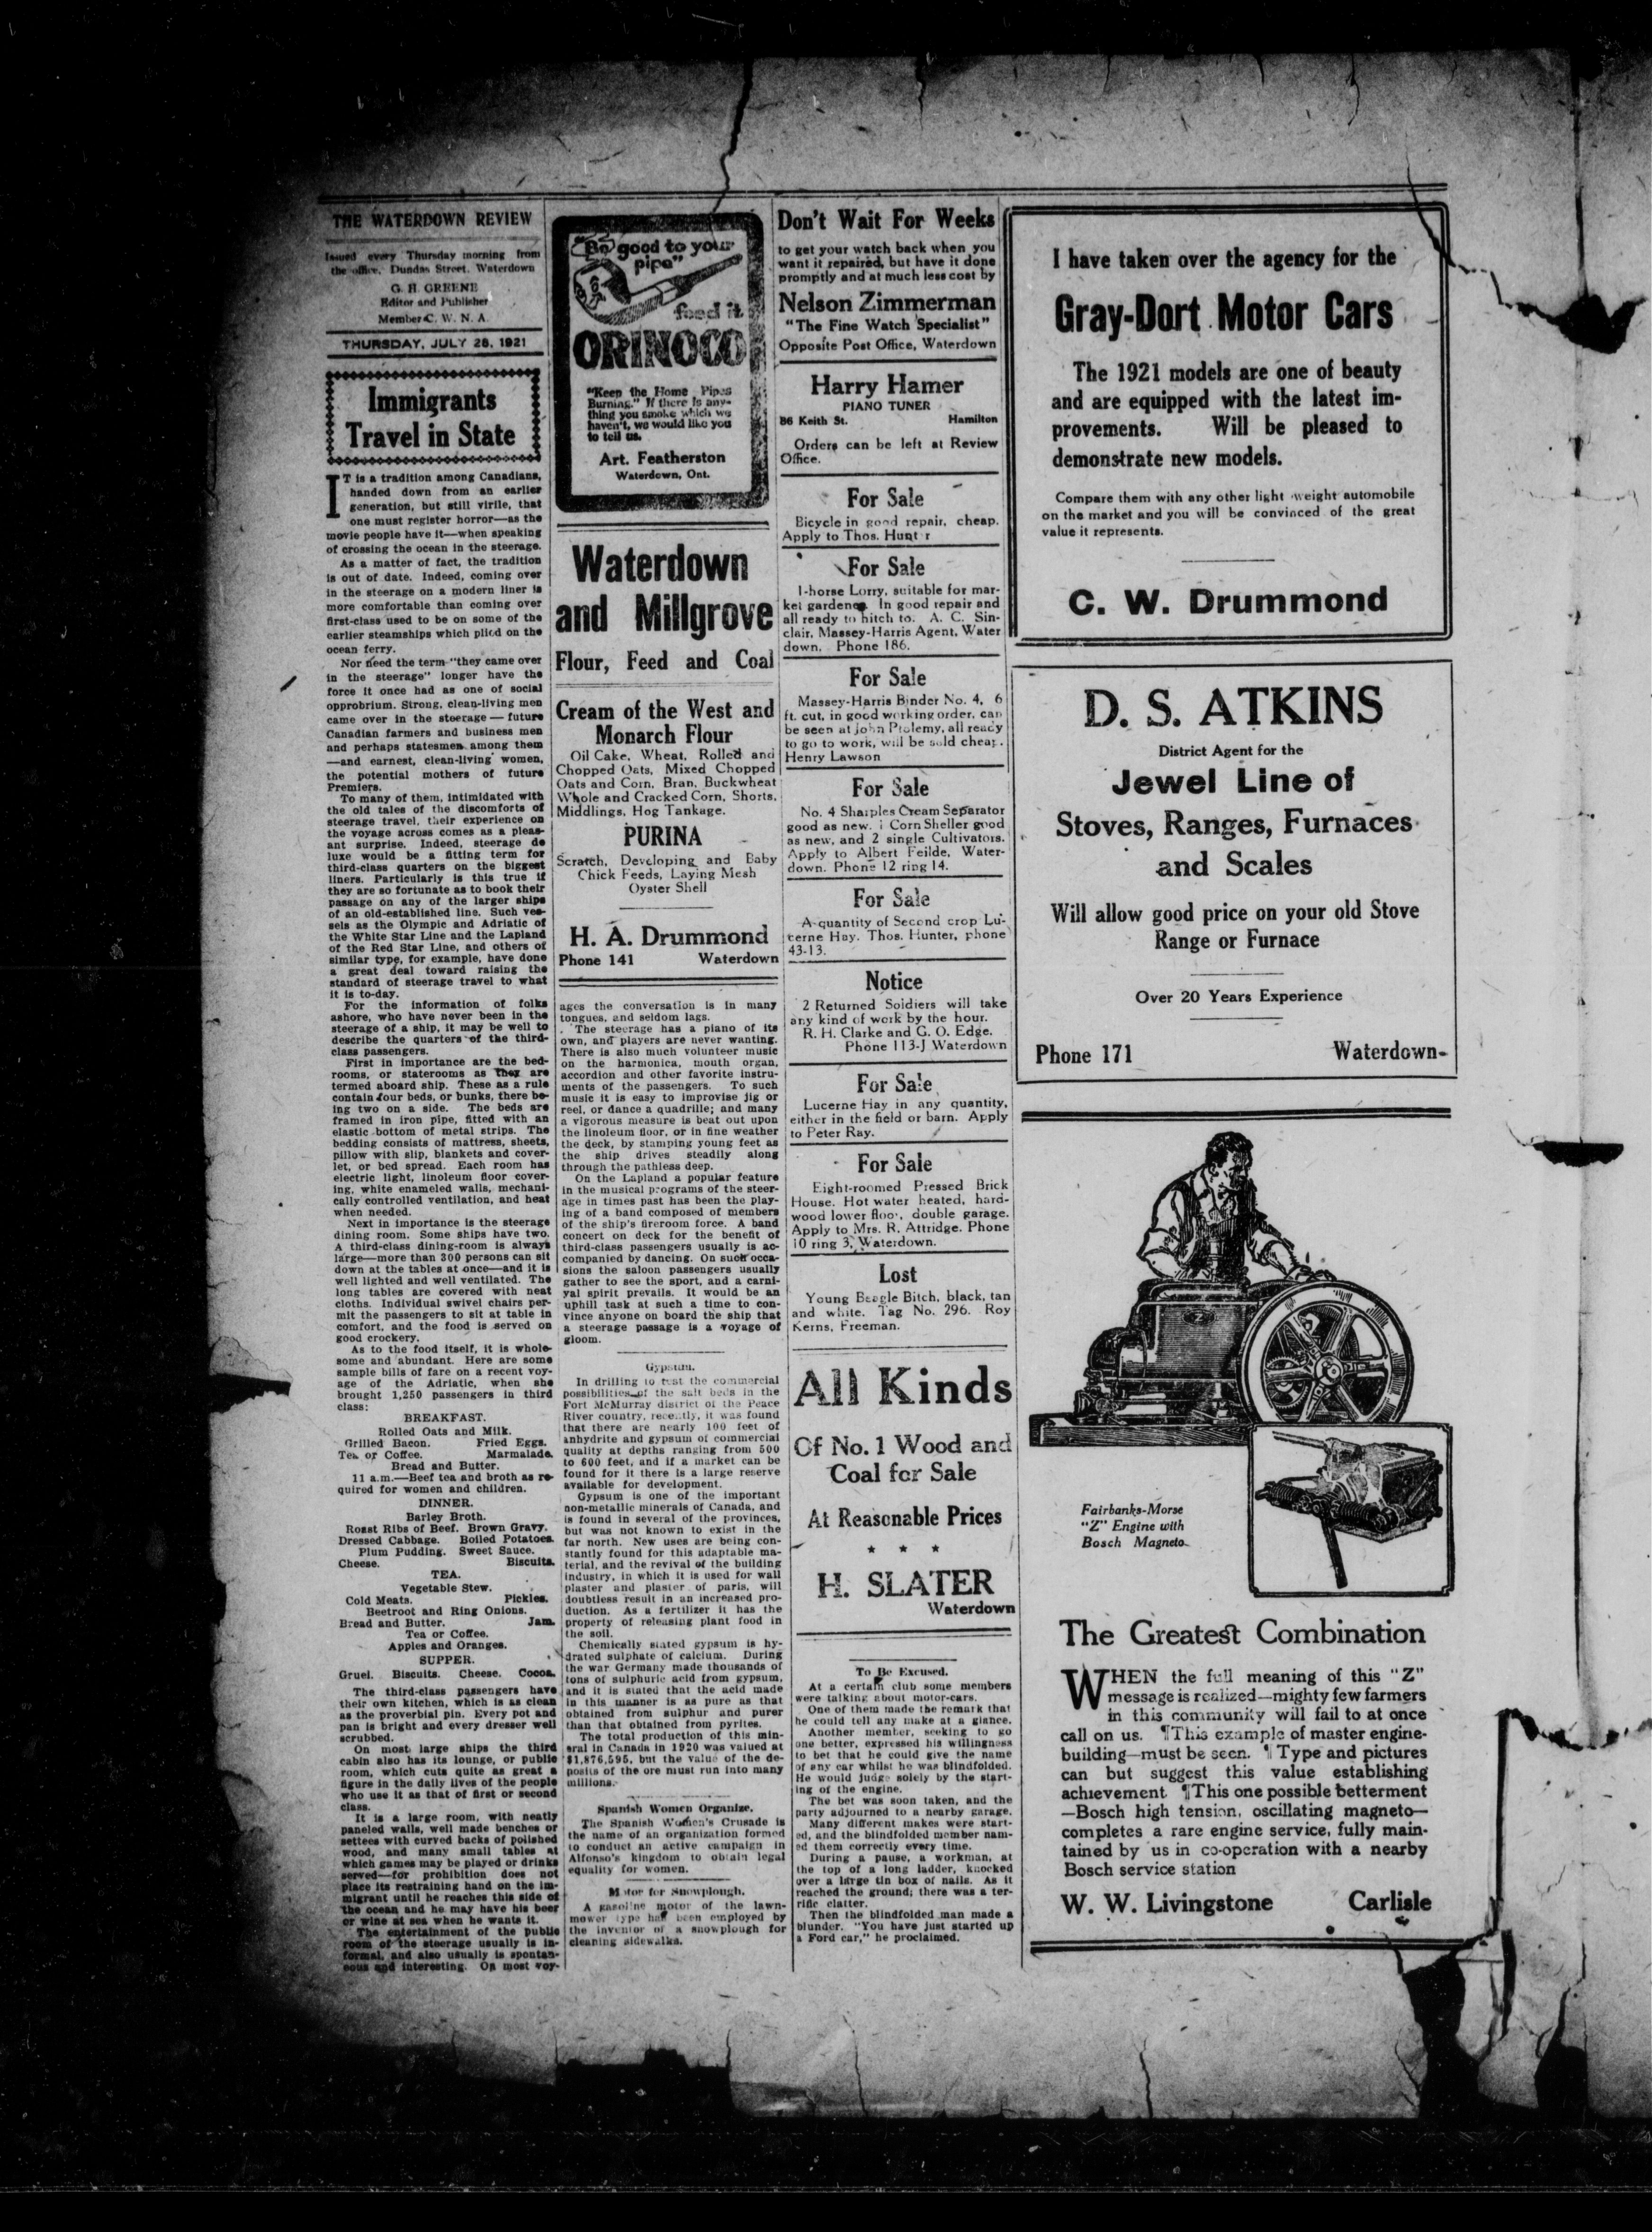 THE WATERDOWN REVIEW
Issued every Thursday morning from
the office, Dundas Street, Waterdown
G. H. GREENE
Editor and Publisher
Member C. W. N. A.
THURSDAY, JULY 28, 1921
Immigrants
Travel in State
IT is a tradition among Canadians,
handed down from an earlier
generation, but still virile, that
one must register horror—as the
movie people have it—when speaking
of crossing the ocean in the steerage.
As a matter of fact, the tradition
is out of date. Indeed, coming over
in the steerage on a modern liner is
more comfortable than coming over
first-class used to be on some of the
earlier steamships which plied on the
ocean ferry.
Nor need the term "they came over
in the steerage" longer have the
force it once had as one of social
opprobrium. Strong, clean-living men
came over in the steerage — future
Canadian farmers and business men
and perhaps statesmen among them
—and earnest, clean-living women,
the potential mothers of future
Premiers.
To many of them, intimidated with
the old tales of the discomforts of
steerage travel, their experience on
the voyage across comes as a pleas-
ant surprise. Indeed, steerage de
luxe would be a fitting term for
third-class quarters on the biggest
liners. Particularly is this true if
they are so fortunate as to book their
passage on any of the larger ships
of an old-established line. Such ves-
sels as the Olympic and Adriatic of
the White Star Line and the Lapland
of the Red Star Line, and others of
similar type, for example, have done
a great deal toward raising the
standard of steerage travel to what
it is to-day.
For the information of folks
ashore, who have never been in the
steerage of a ship, it may be well to
describe the quarters of the third-
class passengers.
First in importance are the bed-
rooms, or staterooms as they are
termed aboard ship. These as a rule
contain four beds, or bunks, there be-
ing two on a side. The beds are
framed in iron pipe, fitted with an
elastic bottom of metal strips. The
bedding consists of mattress, sheets,
pillow with slip, blankets and cover-
let, or bed spread. Each room has
electric light, linoleum floor cover-
ing, white enameled walls, mechani-
cally controlled ventilation, and heat
when needed.
Next in importance is the steerage
dining room. Some ships have two.
A third-class dining-room is always
large—more than 300 persons can sit
down at the tables at once—and it is
well lighted and well ventilated. The
long tables are covered with neat
cloths. Individual swivel chairs per-
mit the passengers to sit at table in
comfort, and the food is served on
good crockery.
As to the food itself, it is whole-
some and abundant. Here are some
sample bills of fare on a recent voy-
age of the Adriatic, when she
brought 1,250 passengers in third
class:
BREAKFAST.
Rolled Oats and Milk.
Grilled Bacon. Fried Eggs.
Tea or Coffee. Marmalade.
Bread and Butter.
11 a.m.—Beef tea and broth as re-
quired for women and children.
DINNER.
Barley Broth.
Roast Ribs of Beef. Brown Gravy.
Dressed Cabbage. Boiled Potatoes.
Plum Pudding. Sweet Sauce.
Cheese. Biscuits.
TEA.
Vegetable Stew.
Cold Meats. Pickles.
Beetroot and Ring Onions.
Bread and Butter. Jam.
Tea or Coffee.
Apples and Oranges.
SUPPER.
Gruel. Biscuits. Cheese. Cocoa.
The third-class passengers have
their own kitchen, which is as clean
as the proverbial pin. Every pot and
pan is bright and every dresser well
scrubbed.
On most large ships the third
cabin also has its lounge, or public
room, which cuts quite as great a
figure in the daily lives of the people
who use it as that of first or second
class.
It is a large room, with neatly
paneled walls, well made benches or
settees with curved backs of polished
wood, and many small tables at
which games may be played or drinks
served—for prohibition does not
place its restraining hand on the im-
migrant until he reaches this side of
the ocean and he may have his beer
or wine at sea when he wants it.
The entertainment of the public
room of the steerage usually is in-
formal, and also usually is spontan-
eous and interesting. On most voy-
"Be good to your
pipe"
feed it
ORINOCO
"Keep the Home Pipes
Burning." If there is any-
thing you smoke which we
haven't, we would like you
to tell us.
Art. Featherston
Waterdown, Ont.
Waterdown
and Millgrove
Flour, Feed and Coal
Cream of the West and
Monarch Flour
Oil Cake, Wheat, Rolled and
Chopped Oats, Mixed Chopped
Oats and Corn, Bran, Buckwheat
Whole and Cracked Corn, Shorts,
Middlings, Hog Tankage.
PURINA
Scratch, Developing and Baby
Chick Feeds, Laying Mesh
Oyster Shell
H. A. Drummond
Phone 141 Waterdown
ages the conversation is in many
tongues, and seldom lags.
The steerage has a piano of its
own, and players are never wanting.
There is also much volunteer music
on the harmonica, mouth organ,
accordion and other favorite instru-
ments of the passengers. To such
music it is easy to improvise jig or
reel, or dance a quadrille; and many
a vigorous measure is beat out upon
the linoleum floor, or in fine weather
the deck, by stamping young feet as
the ship drives steadily along
through the pathless deep.
On the Lapland a popular feature
in the musical programs of the steer-
age in times past has been the play-
ing of a band composed of members
of the ship's fireroom force. A band
concert on deck for the benefit of
third-class passengers usually is ac-
companied by dancing. On such occa-
sions the saloon passengers usually
gather to see the sport, and a carni-
val spirit prevails. It would be an
uphill task at such a time to con-
vince anyone on board the ship that
a steerage passage is a voyage of
gloom.
Gypsum.
In drilling to test the commercial
possibilities of the salt beds in the
Fort McMurray district of the Peace
River country, recently, it was found
that there are nearly 100 feet of
anhydrite and gypsum of commercial
quality at depths ranging from 500
to 600 feet, and if a market can be
found for it there is a large reserve
available for development.
Gypsum is one of the important
non-metallic minerals of Canada, and
is found in several of the provinces,
but was not known to exist in the
far north. New uses are being con-
stantly found for this adaptable ma-
terial, and the revival of the building
industry, in which it is used for wall
plaster and plaster of paris, will
doubtless result in an increased pro-
duction. As a fertilizer it has the
property of releasing plant food in
the soil.
Chemically stated gypsum is hy-
drated sulphate of calcium. During
the war Germany made thousands of
tons of sulphuric acid from gypsum,
and it is stated that the acid made
in this manner is as pure as that
obtained from sulphur and purer
than that obtained from pyrites.
The total production of this min-
eral in Canada in 1920 was valued at
$1,876,595, but the value of the de-
posits of the ore must run into many
millions.
Spanish Women Organize.
The Spanish Women's Crusade is
the name of an organization formed
to conduct an active campaign in
Alfonso's kingdom to obtain legal
equality for women.
Motor for Snowplough.
A gasoline motor of the lawn-
mower type has been employed by
the inventor of a snowplough for
cleaning sidewalks.
Don't Wait For Weeks
to get your watch back when you
want it repaired, but have it done
promptly and at much less cost by
Nelson Zimmerman
"The Fine Watch Specialist"
Opposite Post Office, Waterdown
Harry Hamer
PIANO TUNER
86 Keith St. Hamilton
Orders can be left at Review
Office.
For Sale
Bicycle in good repair, cheap.
Apply to Thos. Hunt r
For Sale
1-horse Lorry, suitable for mar-
ket gardener. In good repair and
all ready to hitch to. A. C. Sin-
clair, Massey-Harris Agent, Water
down. Phone 186.
For Sale
Massey-Harris Binder No. 4, 6
ft. cut, in good working order, can
be seen at john Ptolemy, all ready
to go to work, will be sold cheap.
Henry Lawson
For Sale
No. 4 Sharples Cream Separator
good as new. 1 Corn Sheller good
as new, and 2 single Cultivators.
Apply to Albert Feilde, Water-
down. Phone 12 ring 14.
For Sale
A quantity of Second crop Lu-
cerne Hay. Thos. Hunter, phone
43-13.
Notice
2 Returned Soldiers will take
any kind of work by the hour.
R. H. Clarke and G. O. Edge.
Phone 113-J Waterdown
For Sale
Lucerne Hay in any quantity,
either in the field or barn. Apply
to Peter Ray.
For Sale
Eight-roomed Pressed Brick
House. Hot water heated, hard-
wood lower floor, double garage.
Apply to Mrs. R. Attridge. Phone
10 ring 3, Waterdown.
Lost
Young Beagle Bitch, black, tan
and white. Tag No. 296. Roy
Kerns, Freeman.
All Kinds
Of No. 1 Wood and
Coal for Sale
At Reasonable Prices
* * *
H. SLATER
Waterdown
To Be Excused.
At a certain club some members
were talking about motor-cars.
One of them made the remark that
he could tell any make at a glance.
Another member, seeking to go
one better, expressed his willingness
to bet that he could give the name
of any car whilst he was blindfolded.
He would judge solely by the start-
ing of the engine.
The bet was soon taken, and the
party adjourned to a nearby garage.
Many different makes were start-
ed, and the blindfolded member nam-
ed them correctly every time.
During a pause, a workman, at
the top of a long ladder, knocked
over a large tin box of nails. As it
reached the ground; there was a ter-
rific clatter.
Then the blindfolded man made a
blunder. "You have just started up
a Ford car," he proclaimed.
I have taken over the agency for the
Gray-Dort Motor Cars
The 1921 models are one of beauty
and are equipped with the latest im-
provements. Will be pleased to
demonstrate new models.
Compare them with any other light weight automobile
on the market and you will be convinced of the great
value it represents.
C. W. Drummond
D. S. ATKINS
District Agent for the
Jewel Line of
Stoves, Ranges, Furnaces
and Scales
Will allow good price on your old Stove
Range or Furnace
Over 20 Years Experience
Phone 171 Waterdown
Z
Fairbanks-Morse
"Z" Engine with
Bosch Magneto
The Greatest Combination
WHEN the full meaning of this "Z"
message is realized—mighty few farmers
in this community will fail to at once
call on us. ¶This example of master engine-
building—must be seen. ¶Type and pictures
can but suggest this value establishing
achievement ¶This one possible betterment
—Bosch high tension, oscillating magneto—
completes a rare engine service, fully main-
tained by us in co-operation with a nearby
Bosch service station
W. W. Livingstone Carlisle